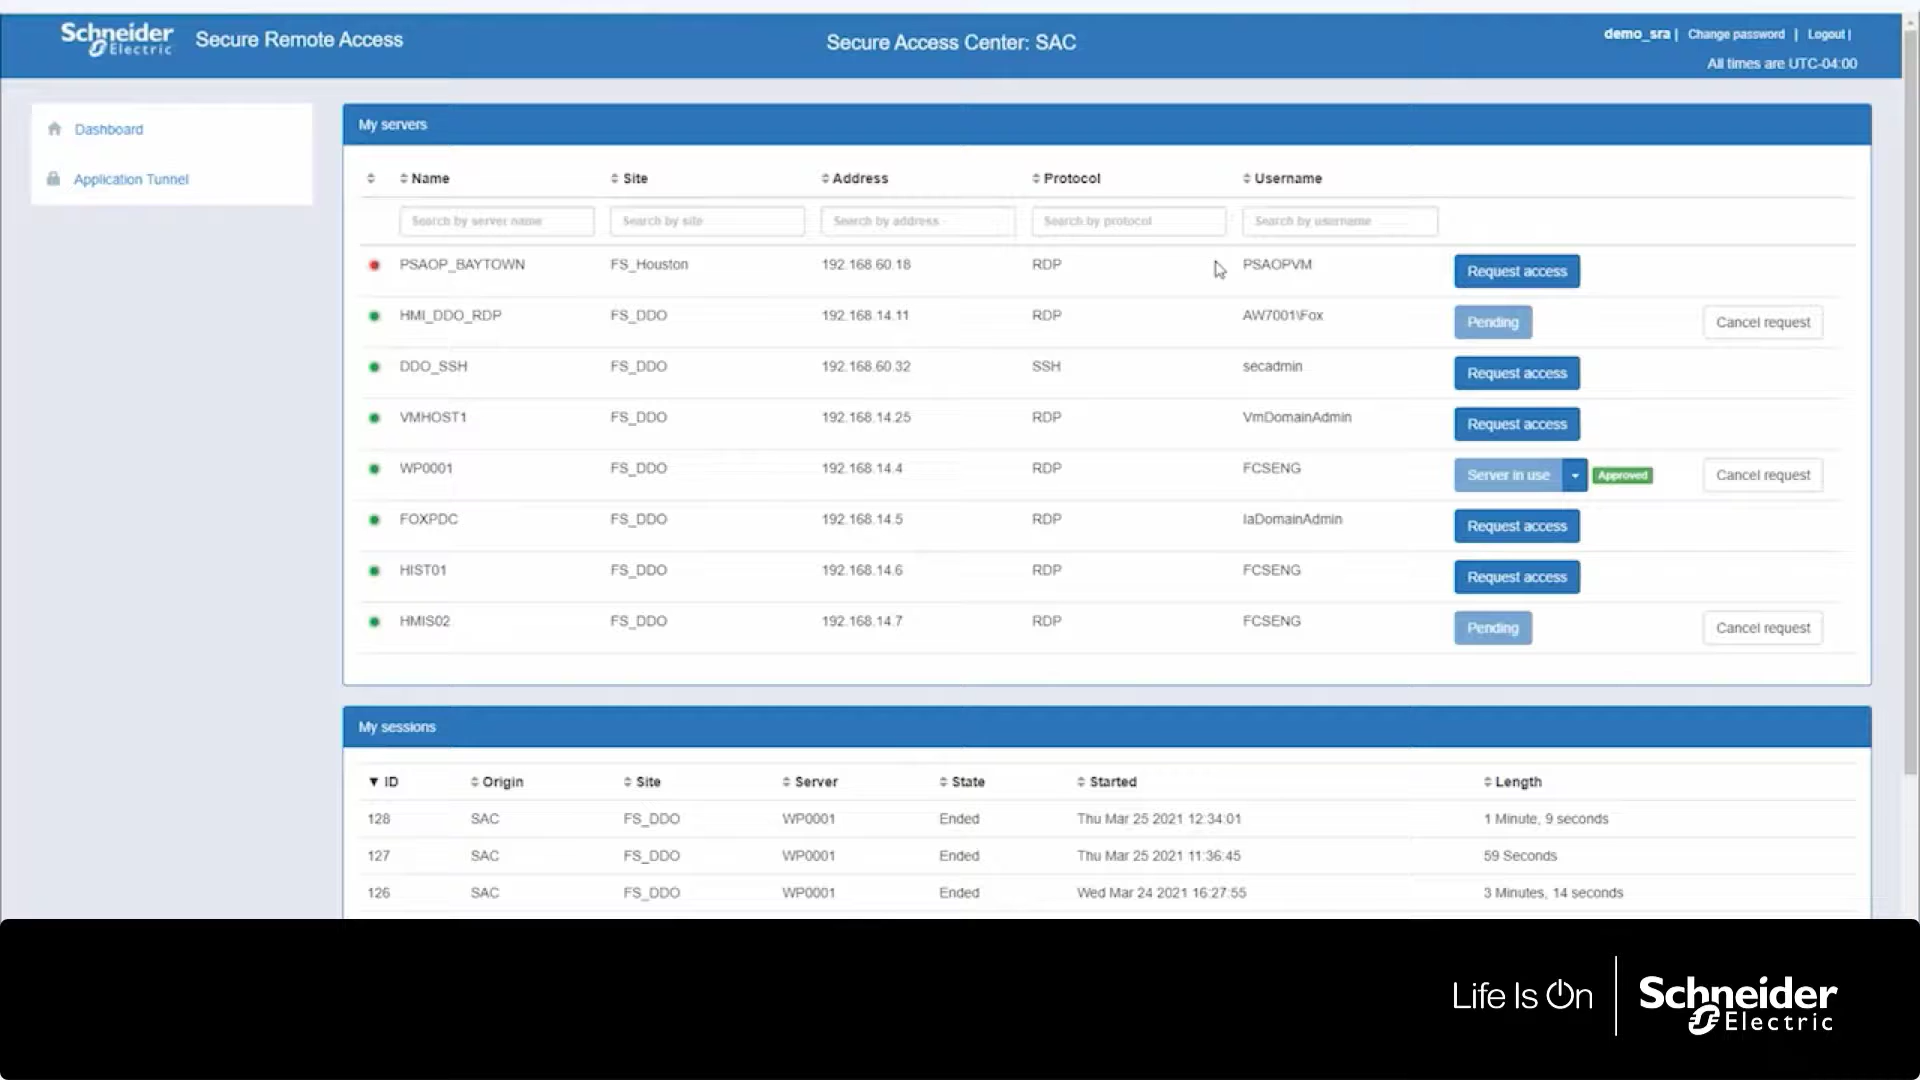 Schneider Electric Secure Remote Access
Secure Access Center: SAC
demo_sra | Change password | Logout |
All times are UTC-04:00
Dashboard
Application Tunnel
My servers
Name Site Address Protocol Username
Search by server name Search by site Search by address Search by protocol Search by username
PSAOP_BAYTOWN FS_Houston 192.168.60.18 RDP PSAOPVM Request access
HMI_DDO_RDP FS_DDO 192.168.14.11 RDP AW7001\Fox Pending Cancel request
DDO_SSH FS_DDO 192.168.60.32 SSH secadmin Request access
VMHOST1 FS_DDO 192.168.14.25 RDP VmDomainAdmin Request access
WP0001 FS_DDO 192.168.14.4 RDP FCSENG Server in use Approved Cancel request
FOXPDC FS_DDO 192.168.14.5 RDP IaDomainAdmin Request access
HIST01 FS_DDO 192.168.14.6 RDP FCSENG Request access
HMIS02 FS_DDO 192.168.14.7 RDP FCSENG Pending Cancel request
My sessions
ID Origin Site Server State Started Length
128 SAC FS_DDO WP0001 Ended Thu Mar 25 2021 12:34:01 1 Minute, 9 seconds
127 SAC FS_DDO WP0001 Ended Thu Mar 25 2021 11:36:45 59 Seconds
126 SAC FS_DDO WP0001 Ended Wed Mar 24 2021 16:27:55 3 Minutes, 14 seconds
Life Is On | Schneider Electric